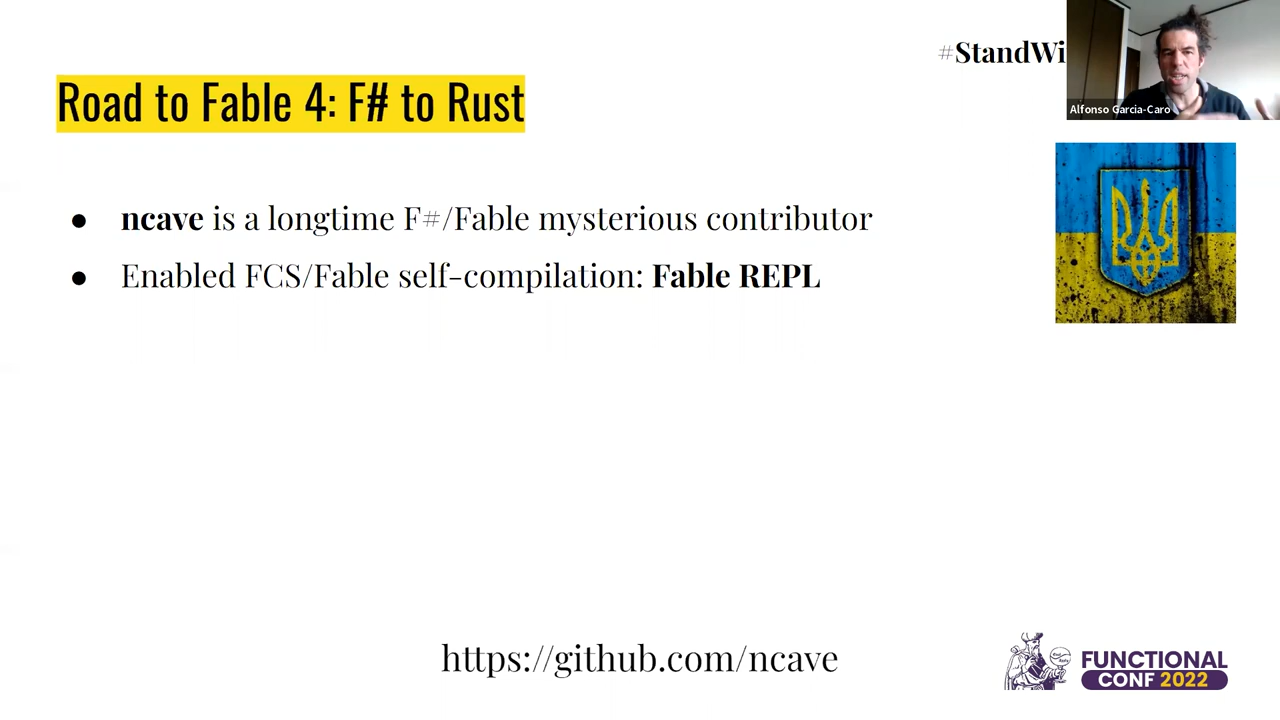 #StandWi
Alfonso Garcia-Caro
Road to Fable 4: F# to Rust
● ncave is a longtime F#/Fable mysterious contributor
● Enabled FCS/Fable self-compilation: Fable REPL
https://github.com/ncave
FUNCTIONAL
CONF 2022